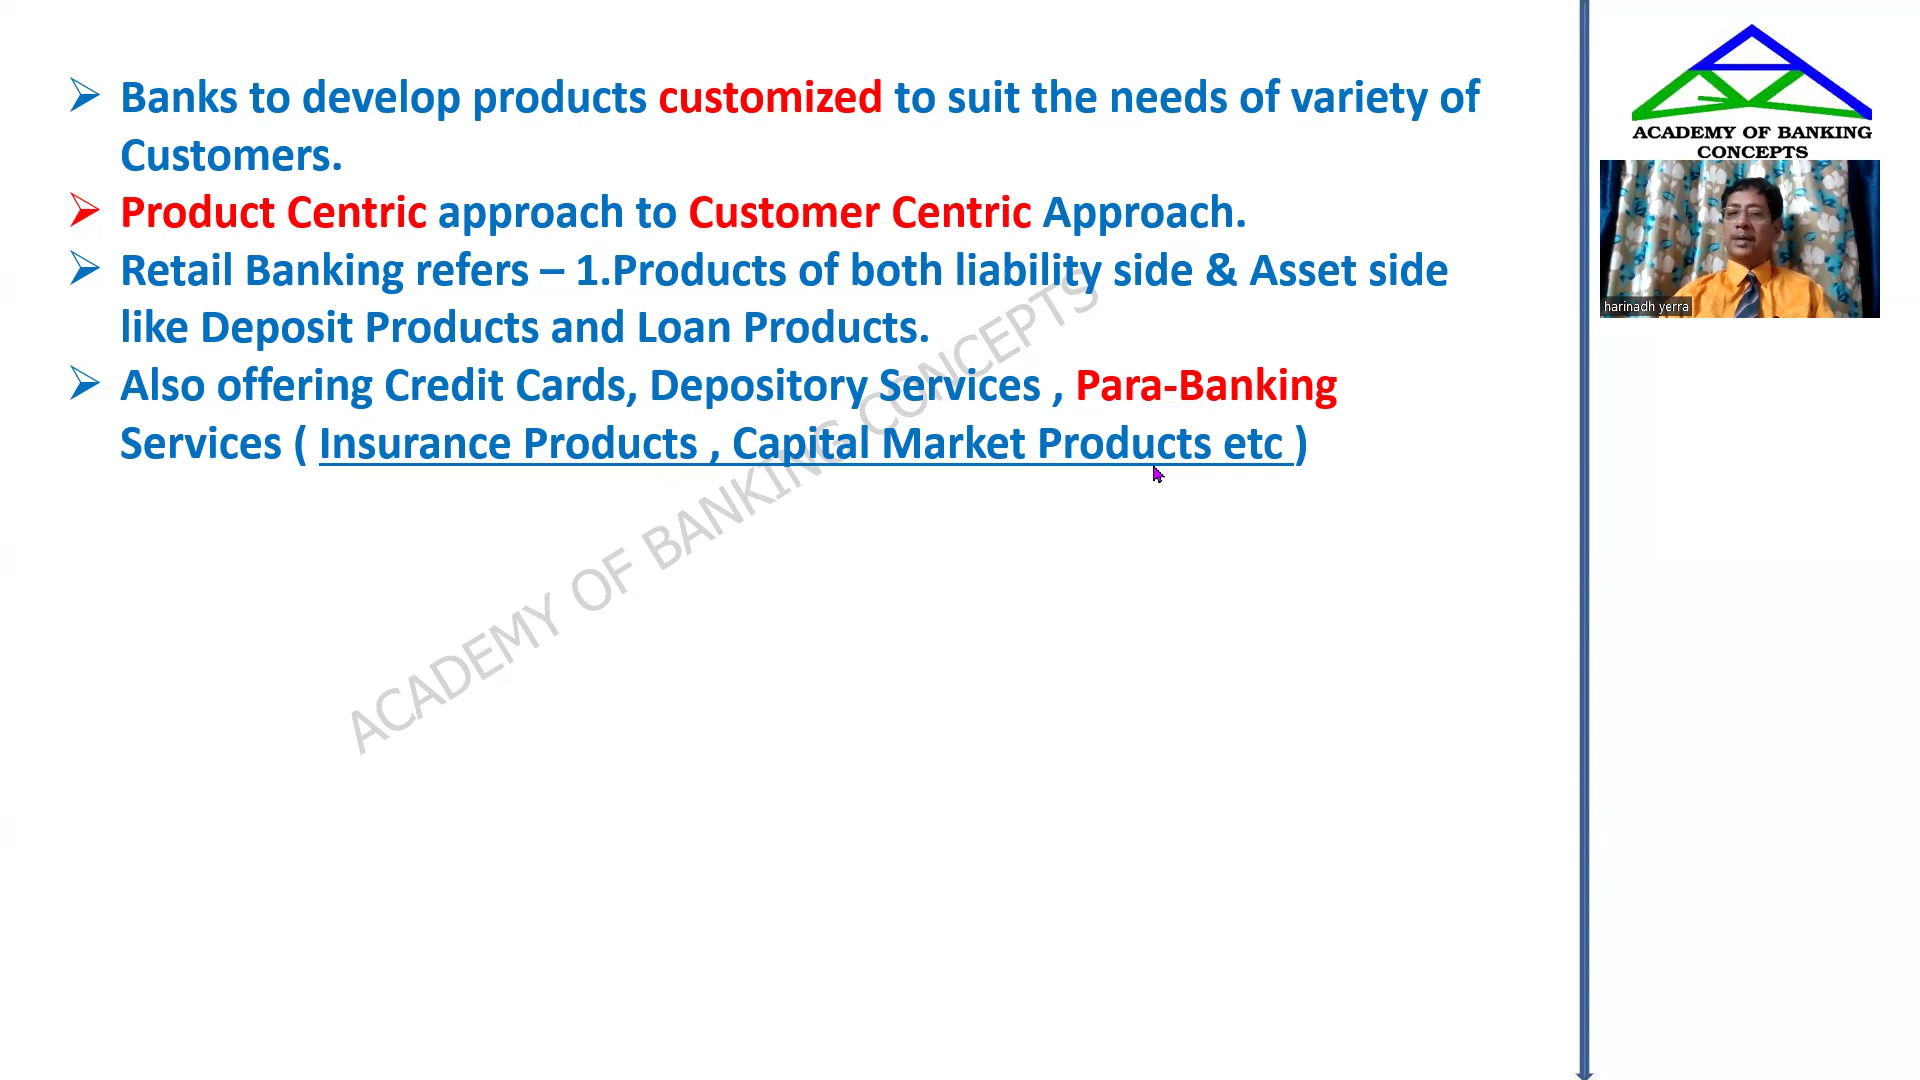 Banks to develop products customized to suit the needs of variety of
Customers.
Product Centric approach to Customer Centric Approach.
Retail Banking refers – 1.Products of both liability side & Asset side
like Deposit Products and Loan Products.
Also offering Credit Cards, Depository Services , Para-Banking
Services ( Insurance Products , Capital Market Products etc )
ACADEMY OF BANKING CONCEPTS
ACADEMY OF BANKING
CONCEPTS
harinadh yerra